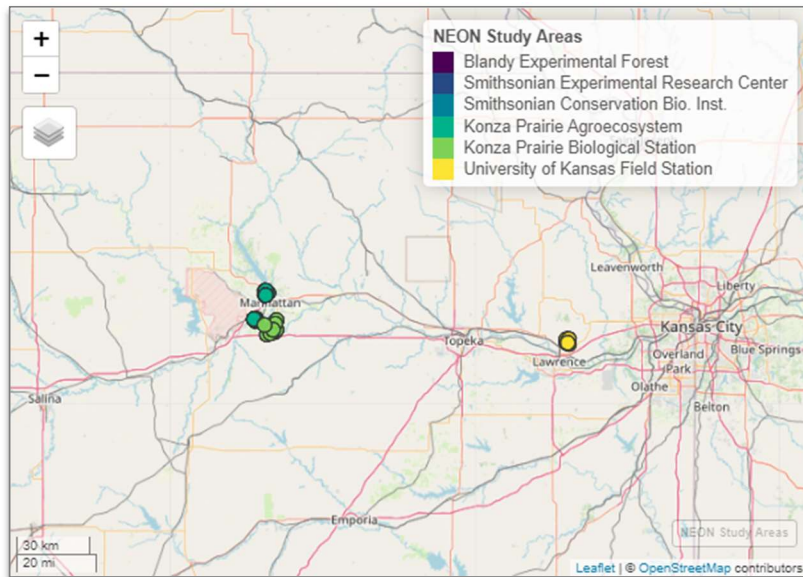 +
−
NEON Study Areas
Blandy Experimental Forest
Smithsonian Experimental Research Center
Smithsonian Conservation Bio. Inst.
Konza Prairie Agroecosystem
Konza Prairie Biological Station
University of Kansas Field Station
Leavenworth
Liberty
Manhattan
Kansas City
Topeka
Lawrence
Overland Park
Blue Springs
Olathe
Salina
Belton
Emporia
NEON Study Areas
30 km
20 mi
Leaflet | © OpenStreetMap contributors